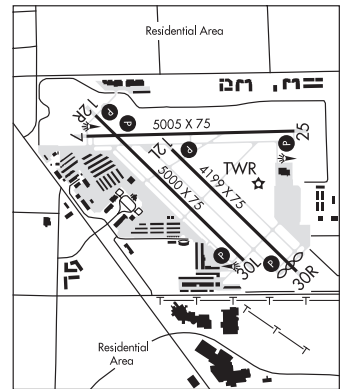 Residential Area
12R
P
P
7
5005 X 75
25
P
12L
P
TWR
5000 X 75
4199 X 75
P
30L
P
30R
Residential
Area